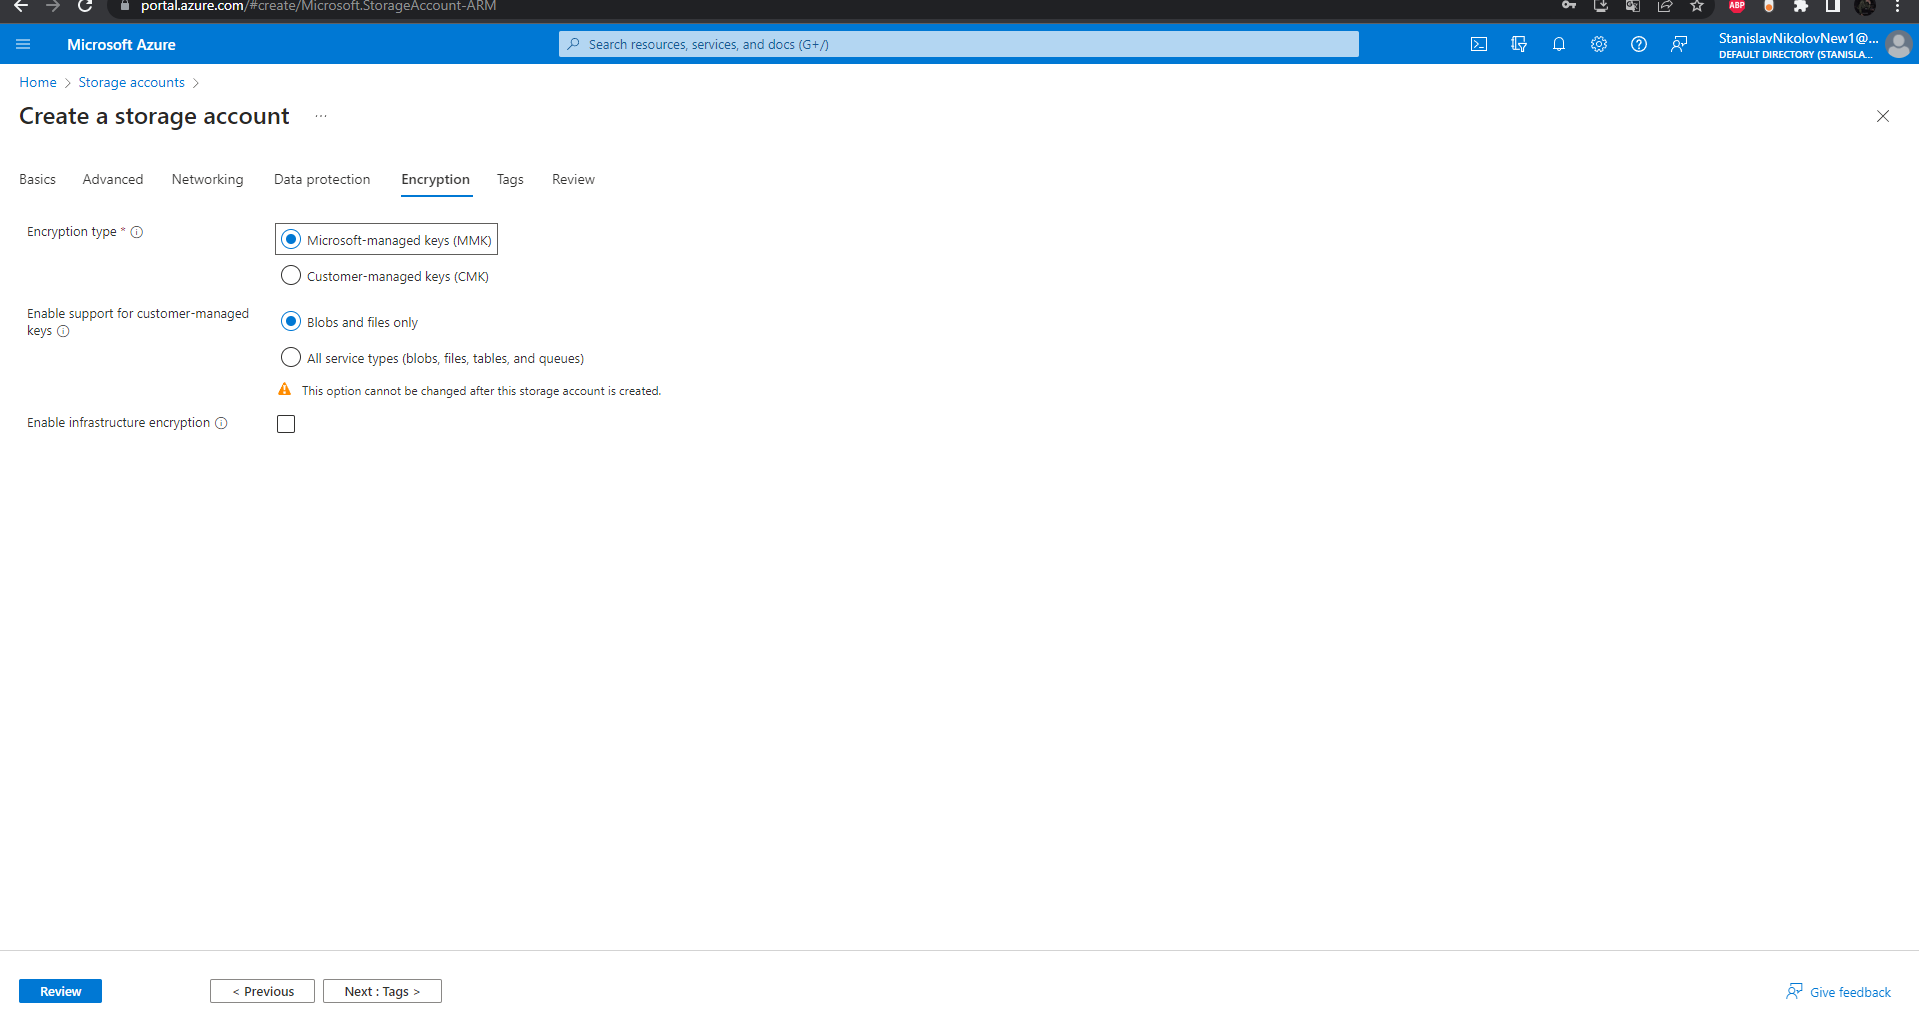 portal.azure.com/#create/Microsoft.StorageAccount-ARM
ABP
Microsoft Azure
Search resources, services, and docs (G+/)
StanislavNikolovNew1@...
DEFAULT DIRECTORY (STANISLA...
Home > Storage accounts >
Create a storage account ...
Basics Advanced Networking Data protection Encryption Tags Review
Encryption type *
Microsoft-managed keys (MMK)
Customer-managed keys (CMK)
Enable support for customer-managed
keys
Blobs and files only
All service types (blobs, files, tables, and queues)
This option cannot be changed after this storage account is created.
Enable infrastructure encryption
Review
< Previous
Next : Tags >
Give feedback